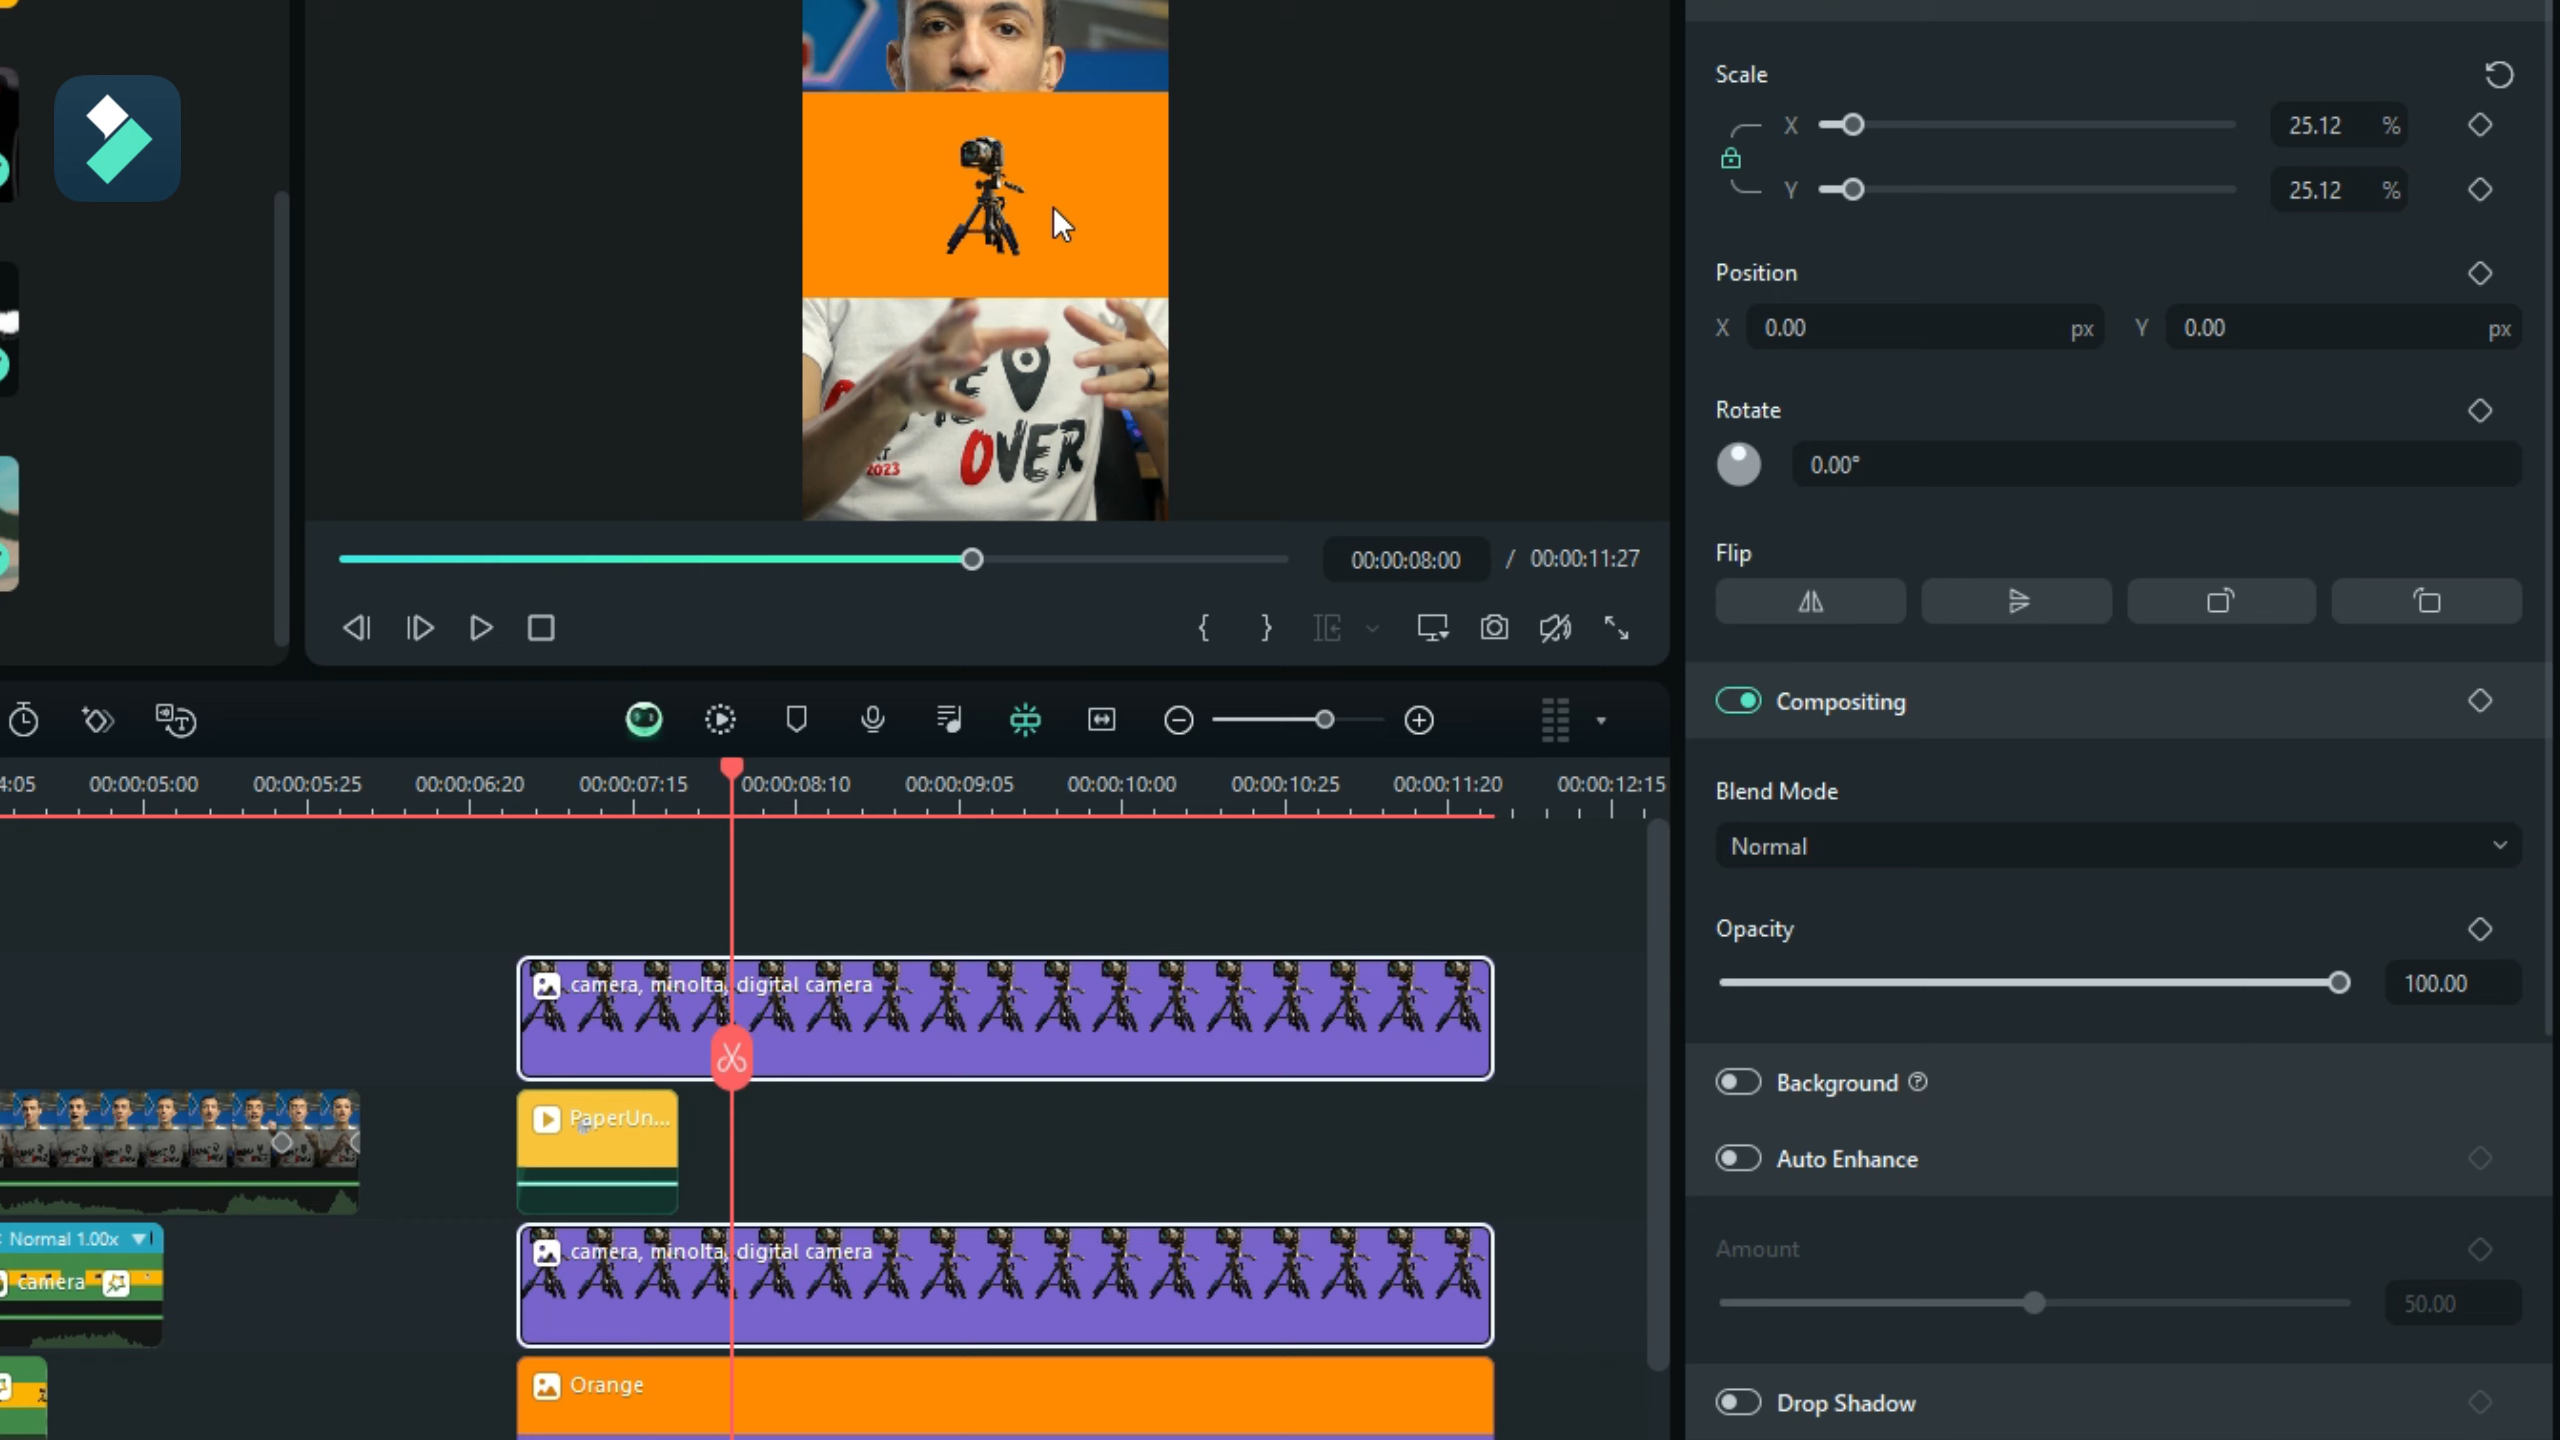 Scale
X 25.12 %
Y 25.12 %
Position
X 0.00 px Y 0.00 px
Rotate
0.00°
Flip
OVER
2023
00:00:08:00 / 00:00:11:27
Compositing
Blend Mode
Normal
Opacity
100.00
Background
Auto Enhance
Amount
50.00
Drop Shadow
4:05 00:00:05:00 00:00:05:25 00:00:06:20 00:00:07:15 00:00:08:10 00:00:09:05 00:00:10:00 00:00:10:25 00:00:11:20 00:00:12:15
camera, minolta, digital camera
PaperUn...
Normal 1.00x
camera, minolta, digital camera
camera
Orange